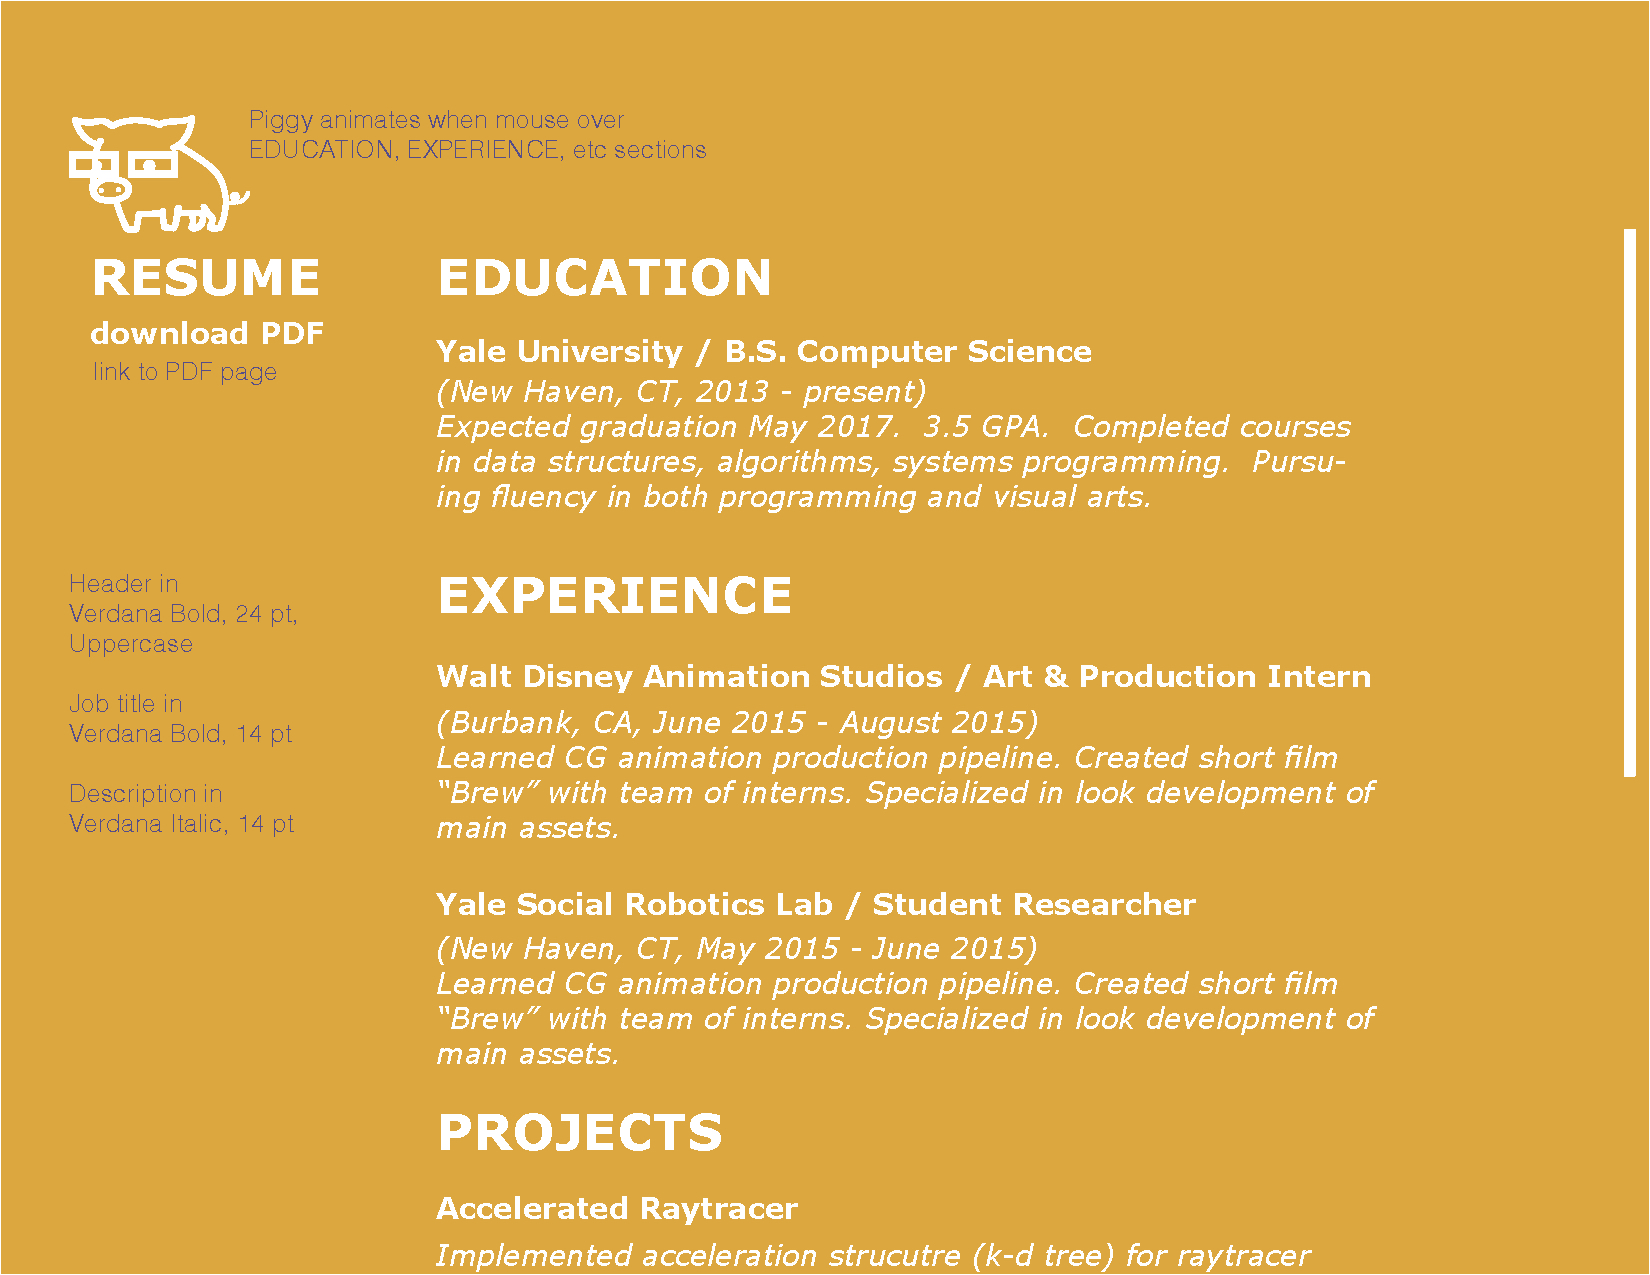 Piggy animates when mouse over
EDUCATION, EXPERIENCE, etc sections
RESUME
download PDF
link to PDF page
Header in
Verdana Bold, 24 pt,
Uppercase
Job title in
Verdana Bold, 14 pt
Description in
Verdana Italic, 14 pt
EDUCATION
Yale University / B.S. Computer Science
(New Haven, CT, 2013 - present)
Expected graduation May 2017.  3.5 GPA.  Completed courses
in data structures, algorithms, systems programming.  Pursu-
ing fluency in both programming and visual arts.
EXPERIENCE
Walt Disney Animation Studios / Art & Production Intern
(Burbank, CA, June 2015 - August 2015)
Learned CG animation production pipeline. Created short film
“Brew” with team of interns. Specialized in look development of
main assets.
Yale Social Robotics Lab / Student Researcher
(New Haven, CT, May 2015 - June 2015)
Learned CG animation production pipeline. Created short film
“Brew” with team of interns. Specialized in look development of
main assets.
PROJECTS
Accelerated Raytracer
Implemented acceleration strucutre (k-d tree) for raytracer